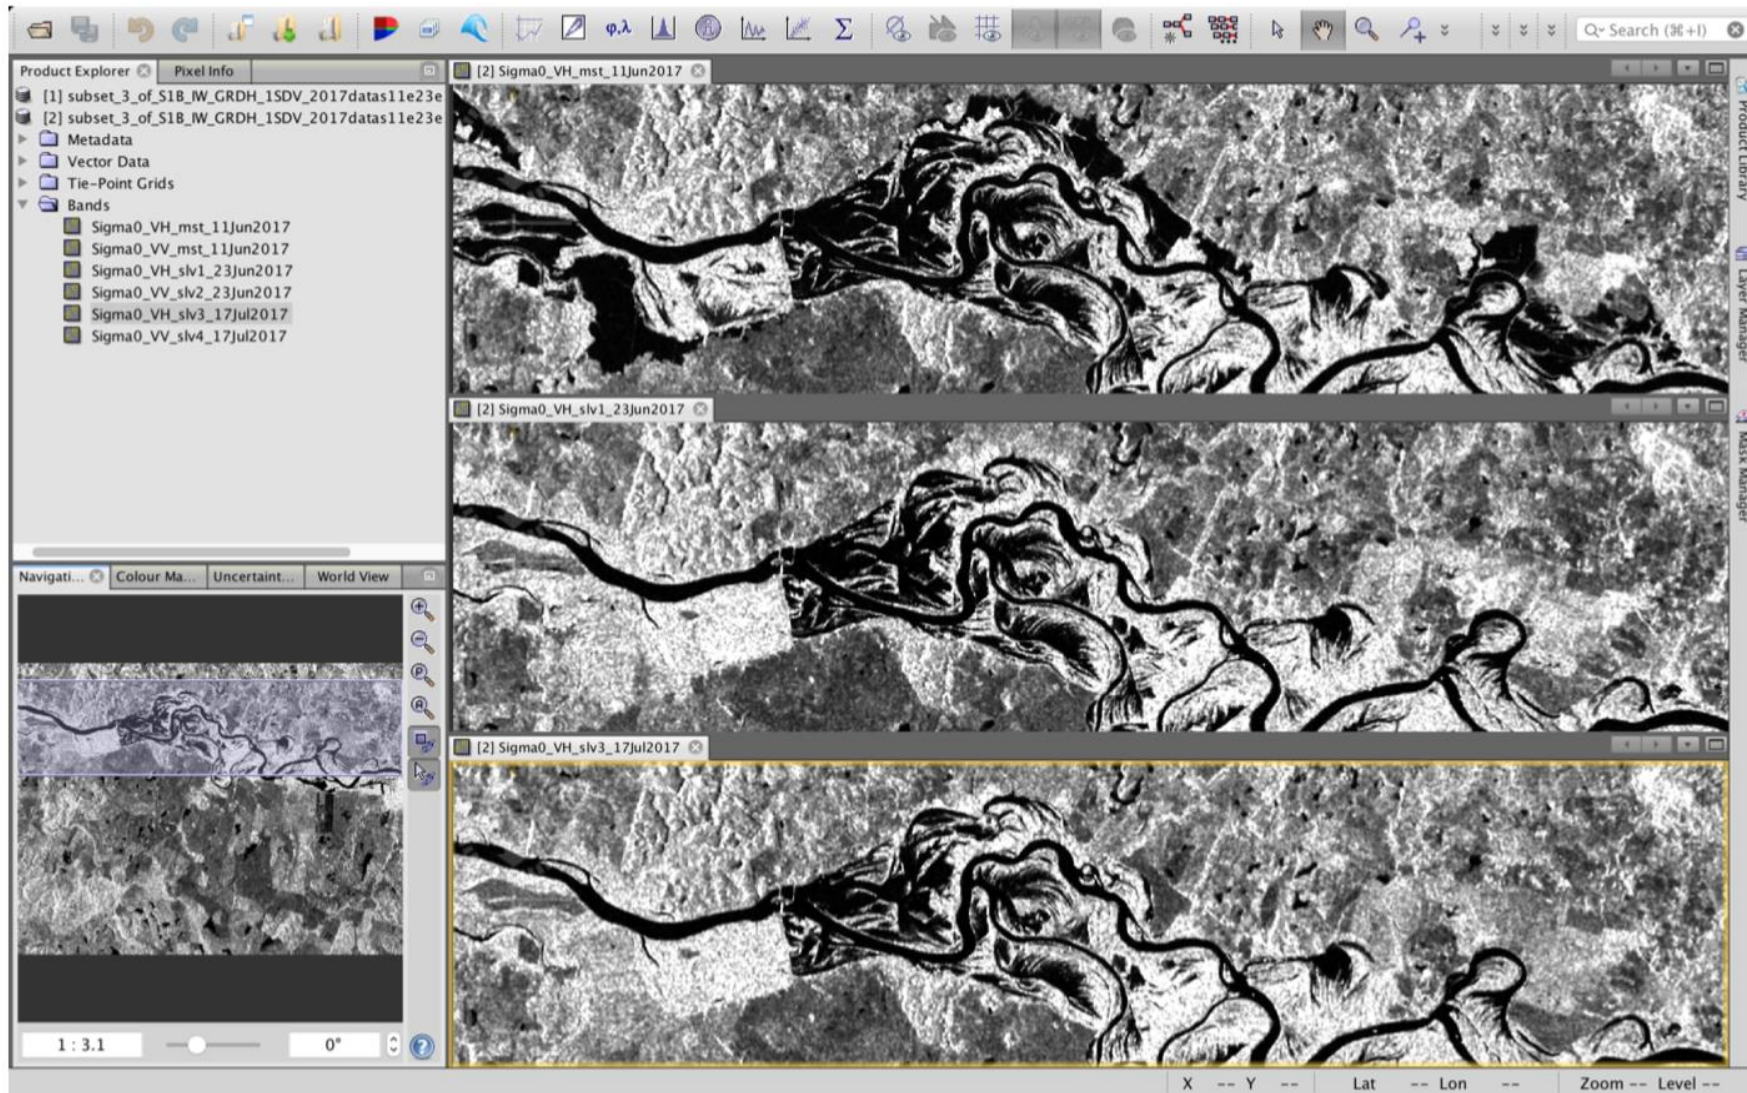 φ,λ
Σ
Search (⌘+I)
Product Explorer
Pixel Info
[1] subset_3_of_S1B_IW_GRDH_1SDV_2017datas11e23e
[2] subset_3_of_S1B_IW_GRDH_1SDV_2017datas11e23e
Metadata
Vector Data
Tie-Point Grids
Bands
Sigma0_VH_mst_11Jun2017
Sigma0_VV_mst_11Jun2017
Sigma0_VH_slv1_23Jun2017
Sigma0_VV_slv2_23Jun2017
Sigma0_VH_slv3_17Jul2017
Sigma0_VV_slv4_17Jul2017
Navigati...
Colour Ma...
Uncertaint...
World View
1 : 3.1
0°
[2] Sigma0_VH_mst_11Jun2017
[2] Sigma0_VH_slv1_23Jun2017
[2] Sigma0_VH_slv3_17Jul2017
Product Library
Layer Manager
Mask Manager
X -- Y --
Lat -- Lon --
Zoom -- Level --